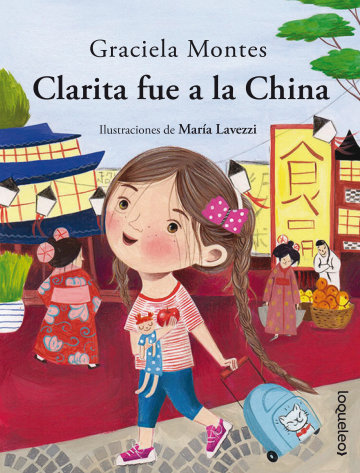 Graciela Montes
Clarita fue a la China
Ilustraciones de María Lavezzi
食
loqueleo